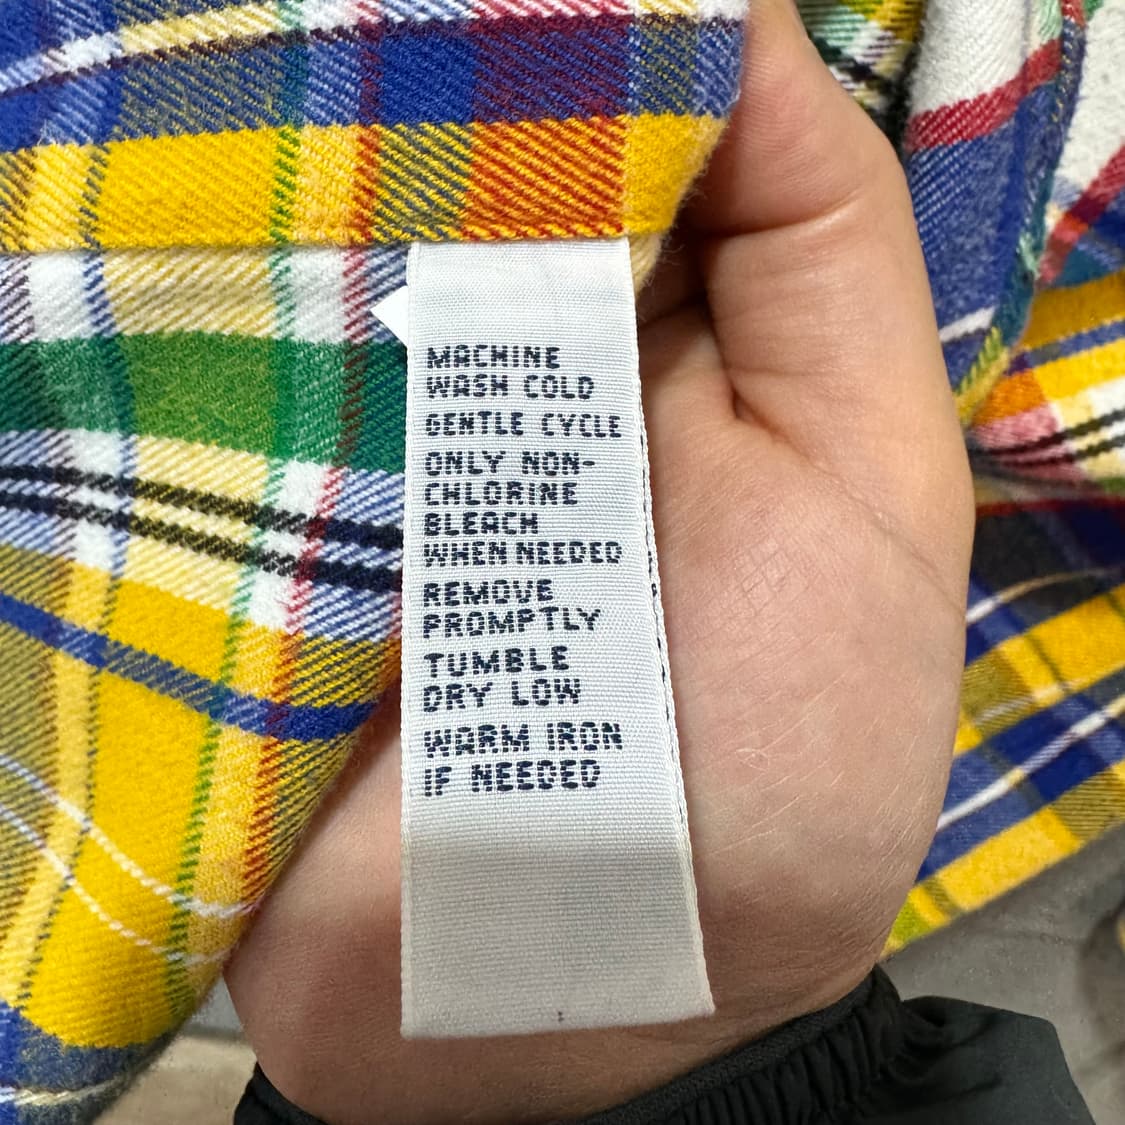 MACHINE
WASH COLD
GENTLE CYCLE
ONLY NON-
CHLORINE
BLEACH
WHEN NEEDED
REMOVE
PROMPTLY
TUMBLE
DRY LOW
WARM IRON
IF NEEDED